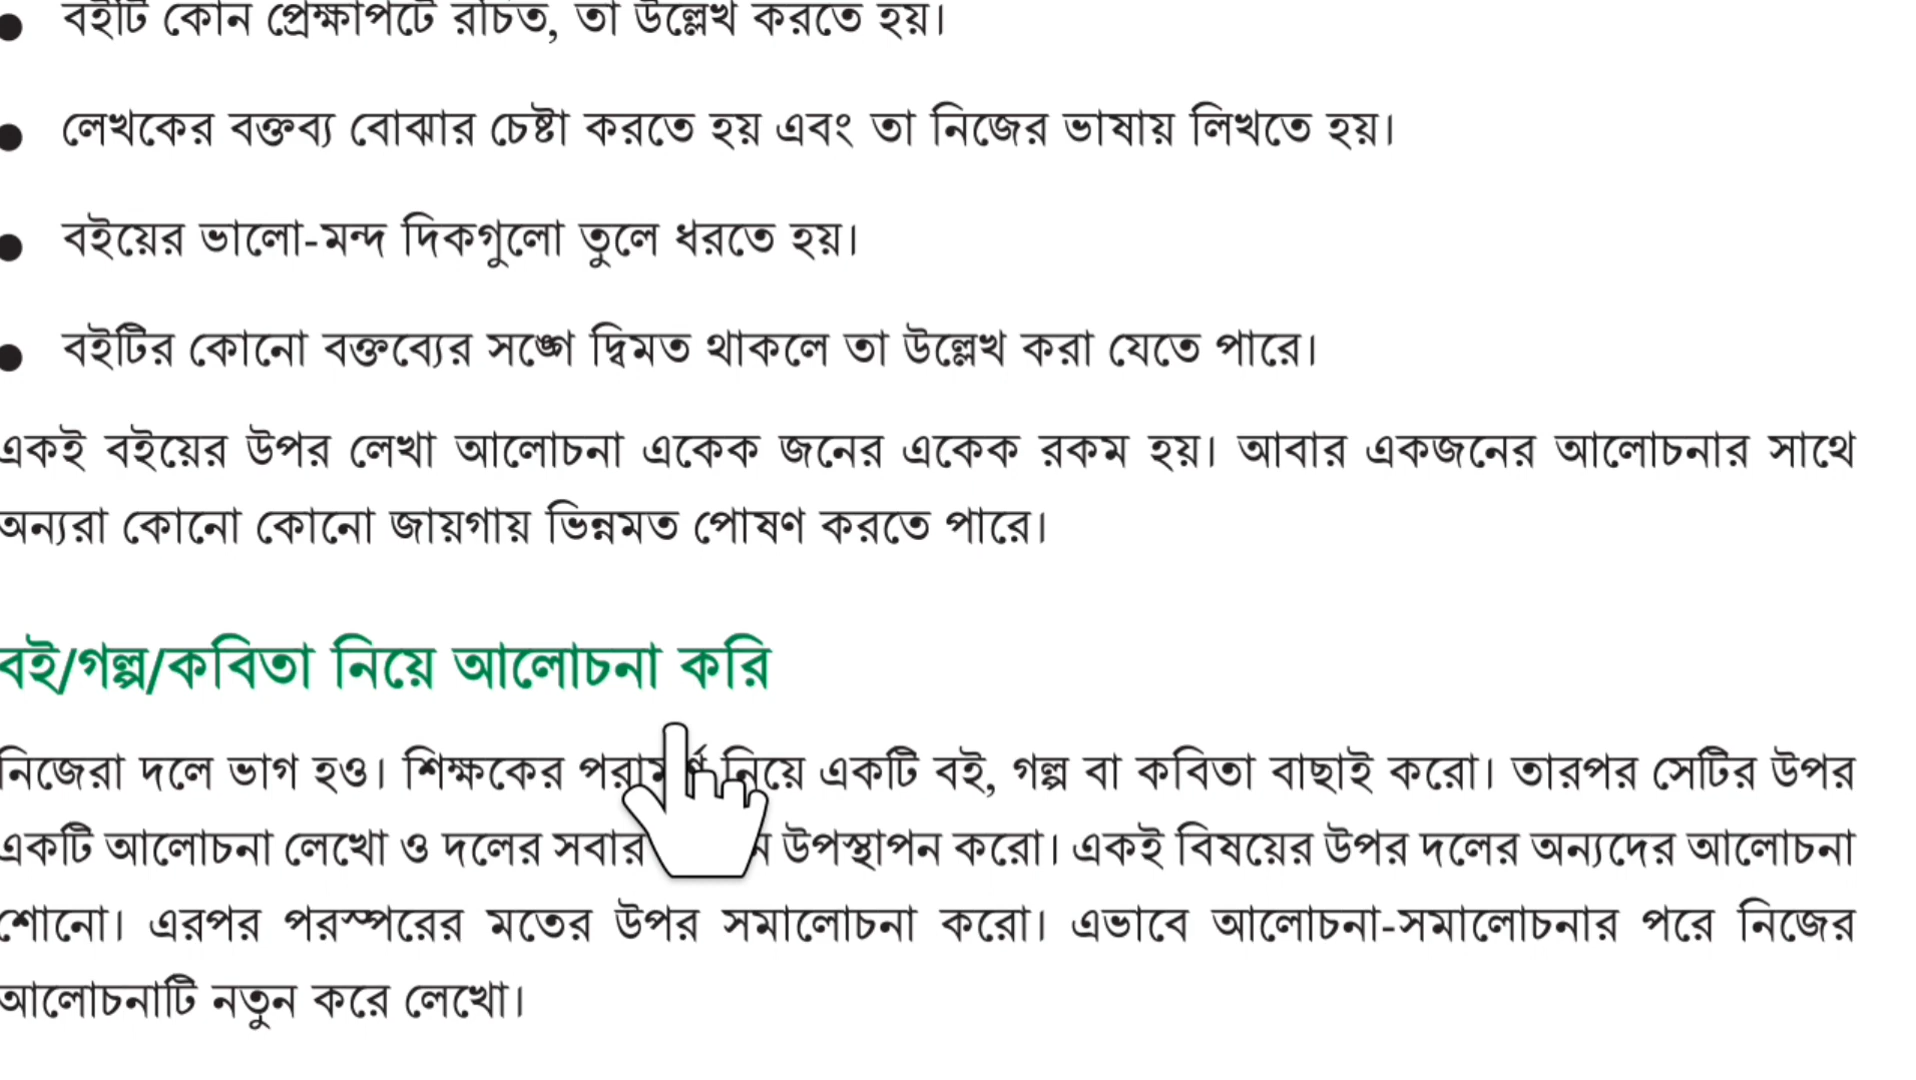 বইটি কোন প্রেক্ষাপটে রচিত, তা উল্লেখ করতে হয়।
লেখকের বক্তব্য বোঝার চেষ্টা করতে হয় এবং তা নিজের ভাষায় লিখতে হয়।
বইয়ের ভালো-মন্দ দিকগুলো তুলে ধরতে হয়।
বইটির কোনো বক্তব্যের সঙ্গে দ্বিমত থাকলে তা উল্লেখ করা যেতে পারে।
একই বইয়ের উপর লেখা আলোচনা একেক জনের একেক রকম হয়। আবার একজনের আলোচনার সাথে
অন্যরা কোনো কোনো জায়গায় ভিন্নমত পোষণ করতে পারে।
বই/গল্প/কবিতা নিয়ে আলোচনা করি
নিজেরা দলে ভাগ হও। শিক্ষকের পরামর্শ নিয়ে একটি বই, গল্প বা কবিতা বাছাই করো। তারপর সেটির উপর
একটি আলোচনা লেখো ও দলের সবার উপস্থাপন করো। একই বিষয়ের উপর দলের অন্যদের আলোচনা
শোনো। এরপর পরস্পরের মতের উপর সমালোচনা করো। এভাবে আলোচনা-সমালোচনার পরে নিজের
আলোচনাটি নতুন করে লেখো।